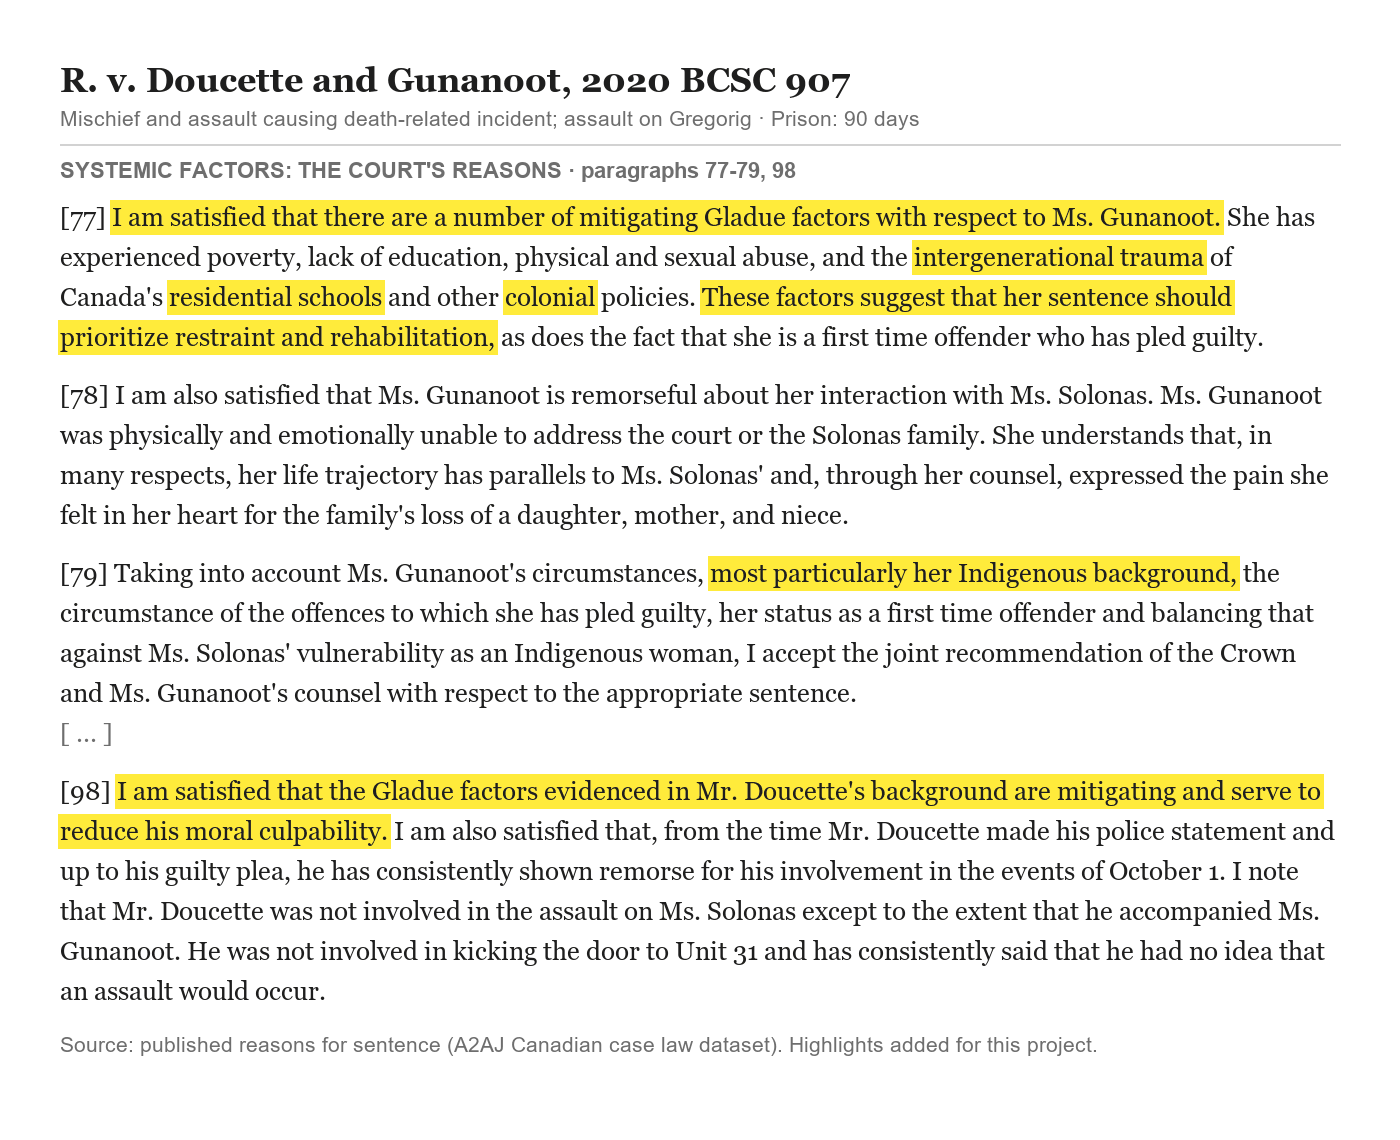 R. v. Doucette and Gunanoot, 2020 BCSC 907
Mischief and assault causing death-related incident; assault on Gregorig · Prison: 90 days
SYSTEMIC FACTORS: THE COURT'S REASONS · paragraphs 77-79, 98
[77] I am satisfied that there are a number of mitigating Gladue factors with respect to Ms. Gunanoot. She has
experienced poverty, lack of education, physical and sexual abuse, and the intergenerational trauma of
Canada's residential schools and other colonial policies. These factors suggest that her sentence should
prioritize restraint and rehabilitation, as does the fact that she is a first time offender who has pled guilty.
[78] I am also satisfied that Ms. Gunanoot is remorseful about her interaction with Ms. Solonas. Ms. Gunanoot
was physically and emotionally unable to address the court or the Solonas family. She understands that, in
many respects, her life trajectory has parallels to Ms. Solonas' and, through her counsel, expressed the pain she
felt in her heart for the family's loss of a daughter, mother, and niece.
[79] Taking into account Ms. Gunanoot's circumstances, most particularly her Indigenous background, the
circumstance of the offences to which she has pled guilty, her status as a first time offender and balancing that
against Ms. Solonas' vulnerability as an Indigenous woman, I accept the joint recommendation of the Crown
and Ms. Gunanoot's counsel with respect to the appropriate sentence.
[ ... ]
[98] I am satisfied that the Gladue factors evidenced in Mr. Doucette's background are mitigating and serve to
reduce his moral culpability. I am also satisfied that, from the time Mr. Doucette made his police statement and
up to his guilty plea, he has consistently shown remorse for his involvement in the events of October 1. I note
that Mr. Doucette was not involved in the assault on Ms. Solonas except to the extent that he accompanied Ms.
Gunanoot. He was not involved in kicking the door to Unit 31 and has consistently said that he had no idea that
an assault would occur.
Source: published reasons for sentence (A2AJ Canadian case law dataset). Highlights added for this project.